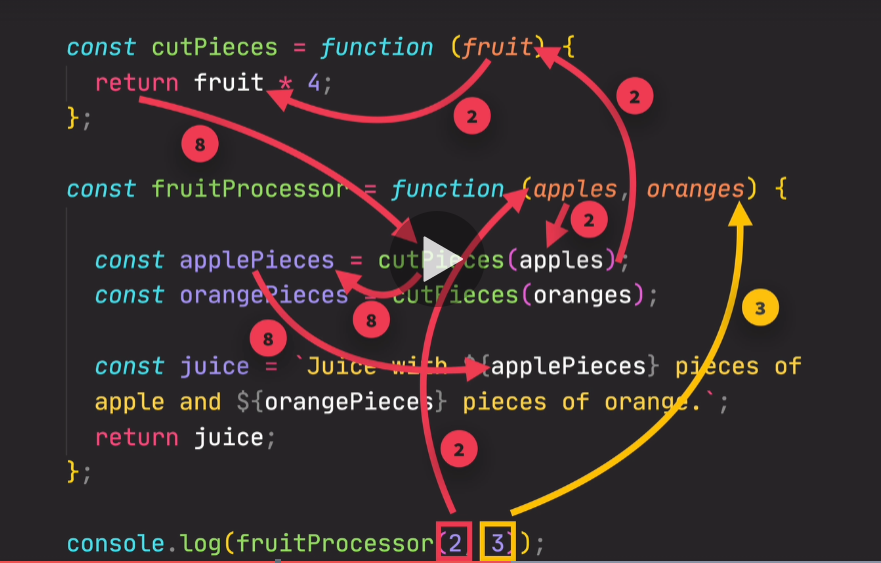 const cutPieces = function (fruit) {
return fruit * 4;
};
2
2
8
const fruitProcessor = function (apples, oranges) {
2
const applePieces = cutPieces(apples);
const orangePieces = cutPieces(oranges);
8
8
3
const juice = `Juice with ${applePieces} pieces of
apple and ${orangePieces} pieces of orange.`;
return juice;
2
};
console.log(fruitProcessor(2, 3));